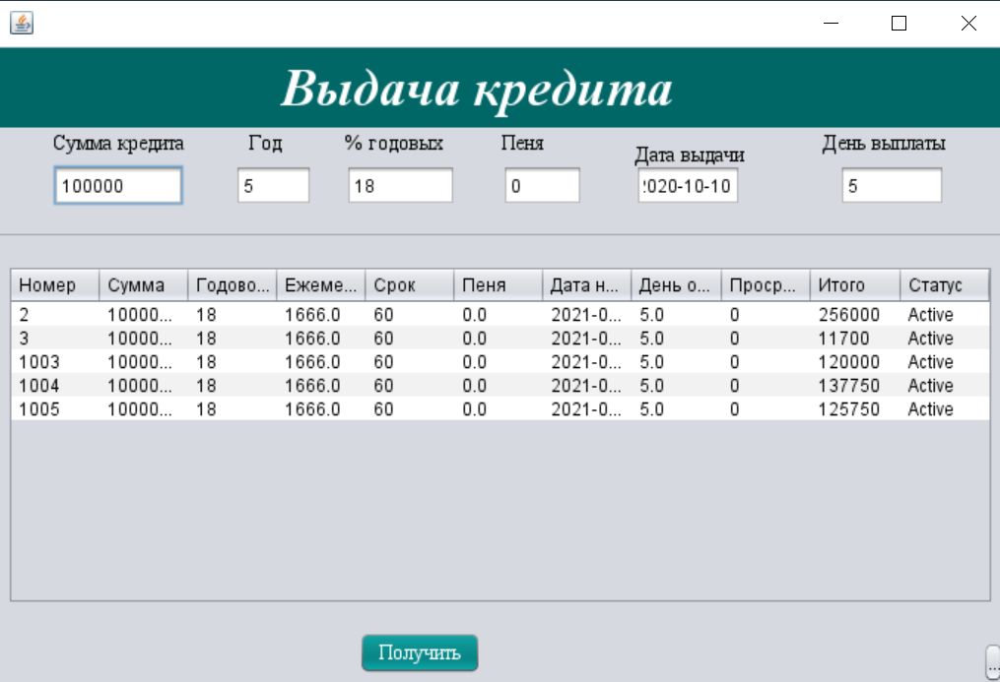 Выдача кредита
Сумма кредита Год % годовых Пеня Дата выдачи День выплаты
100000 5 18 0 2020-10-10 5
Номер Сумма Годово... Ежеме... Срок Пеня Дата н... День о... Проср... Итого Статус
2 10000... 18 1666.0 60 0.0 2021-0... 5.0 0 256000 Active
3 10000... 18 1666.0 60 0.0 2021-0... 5.0 0 11700 Active
1003 10000... 18 1666.0 60 0.0 2021-0... 5.0 0 120000 Active
1004 10000... 18 1666.0 60 0.0 2021-0... 5.0 0 137750 Active
1005 10000... 18 1666.0 60 0.0 2021-0... 5.0 0 125750 Active
Получить
...